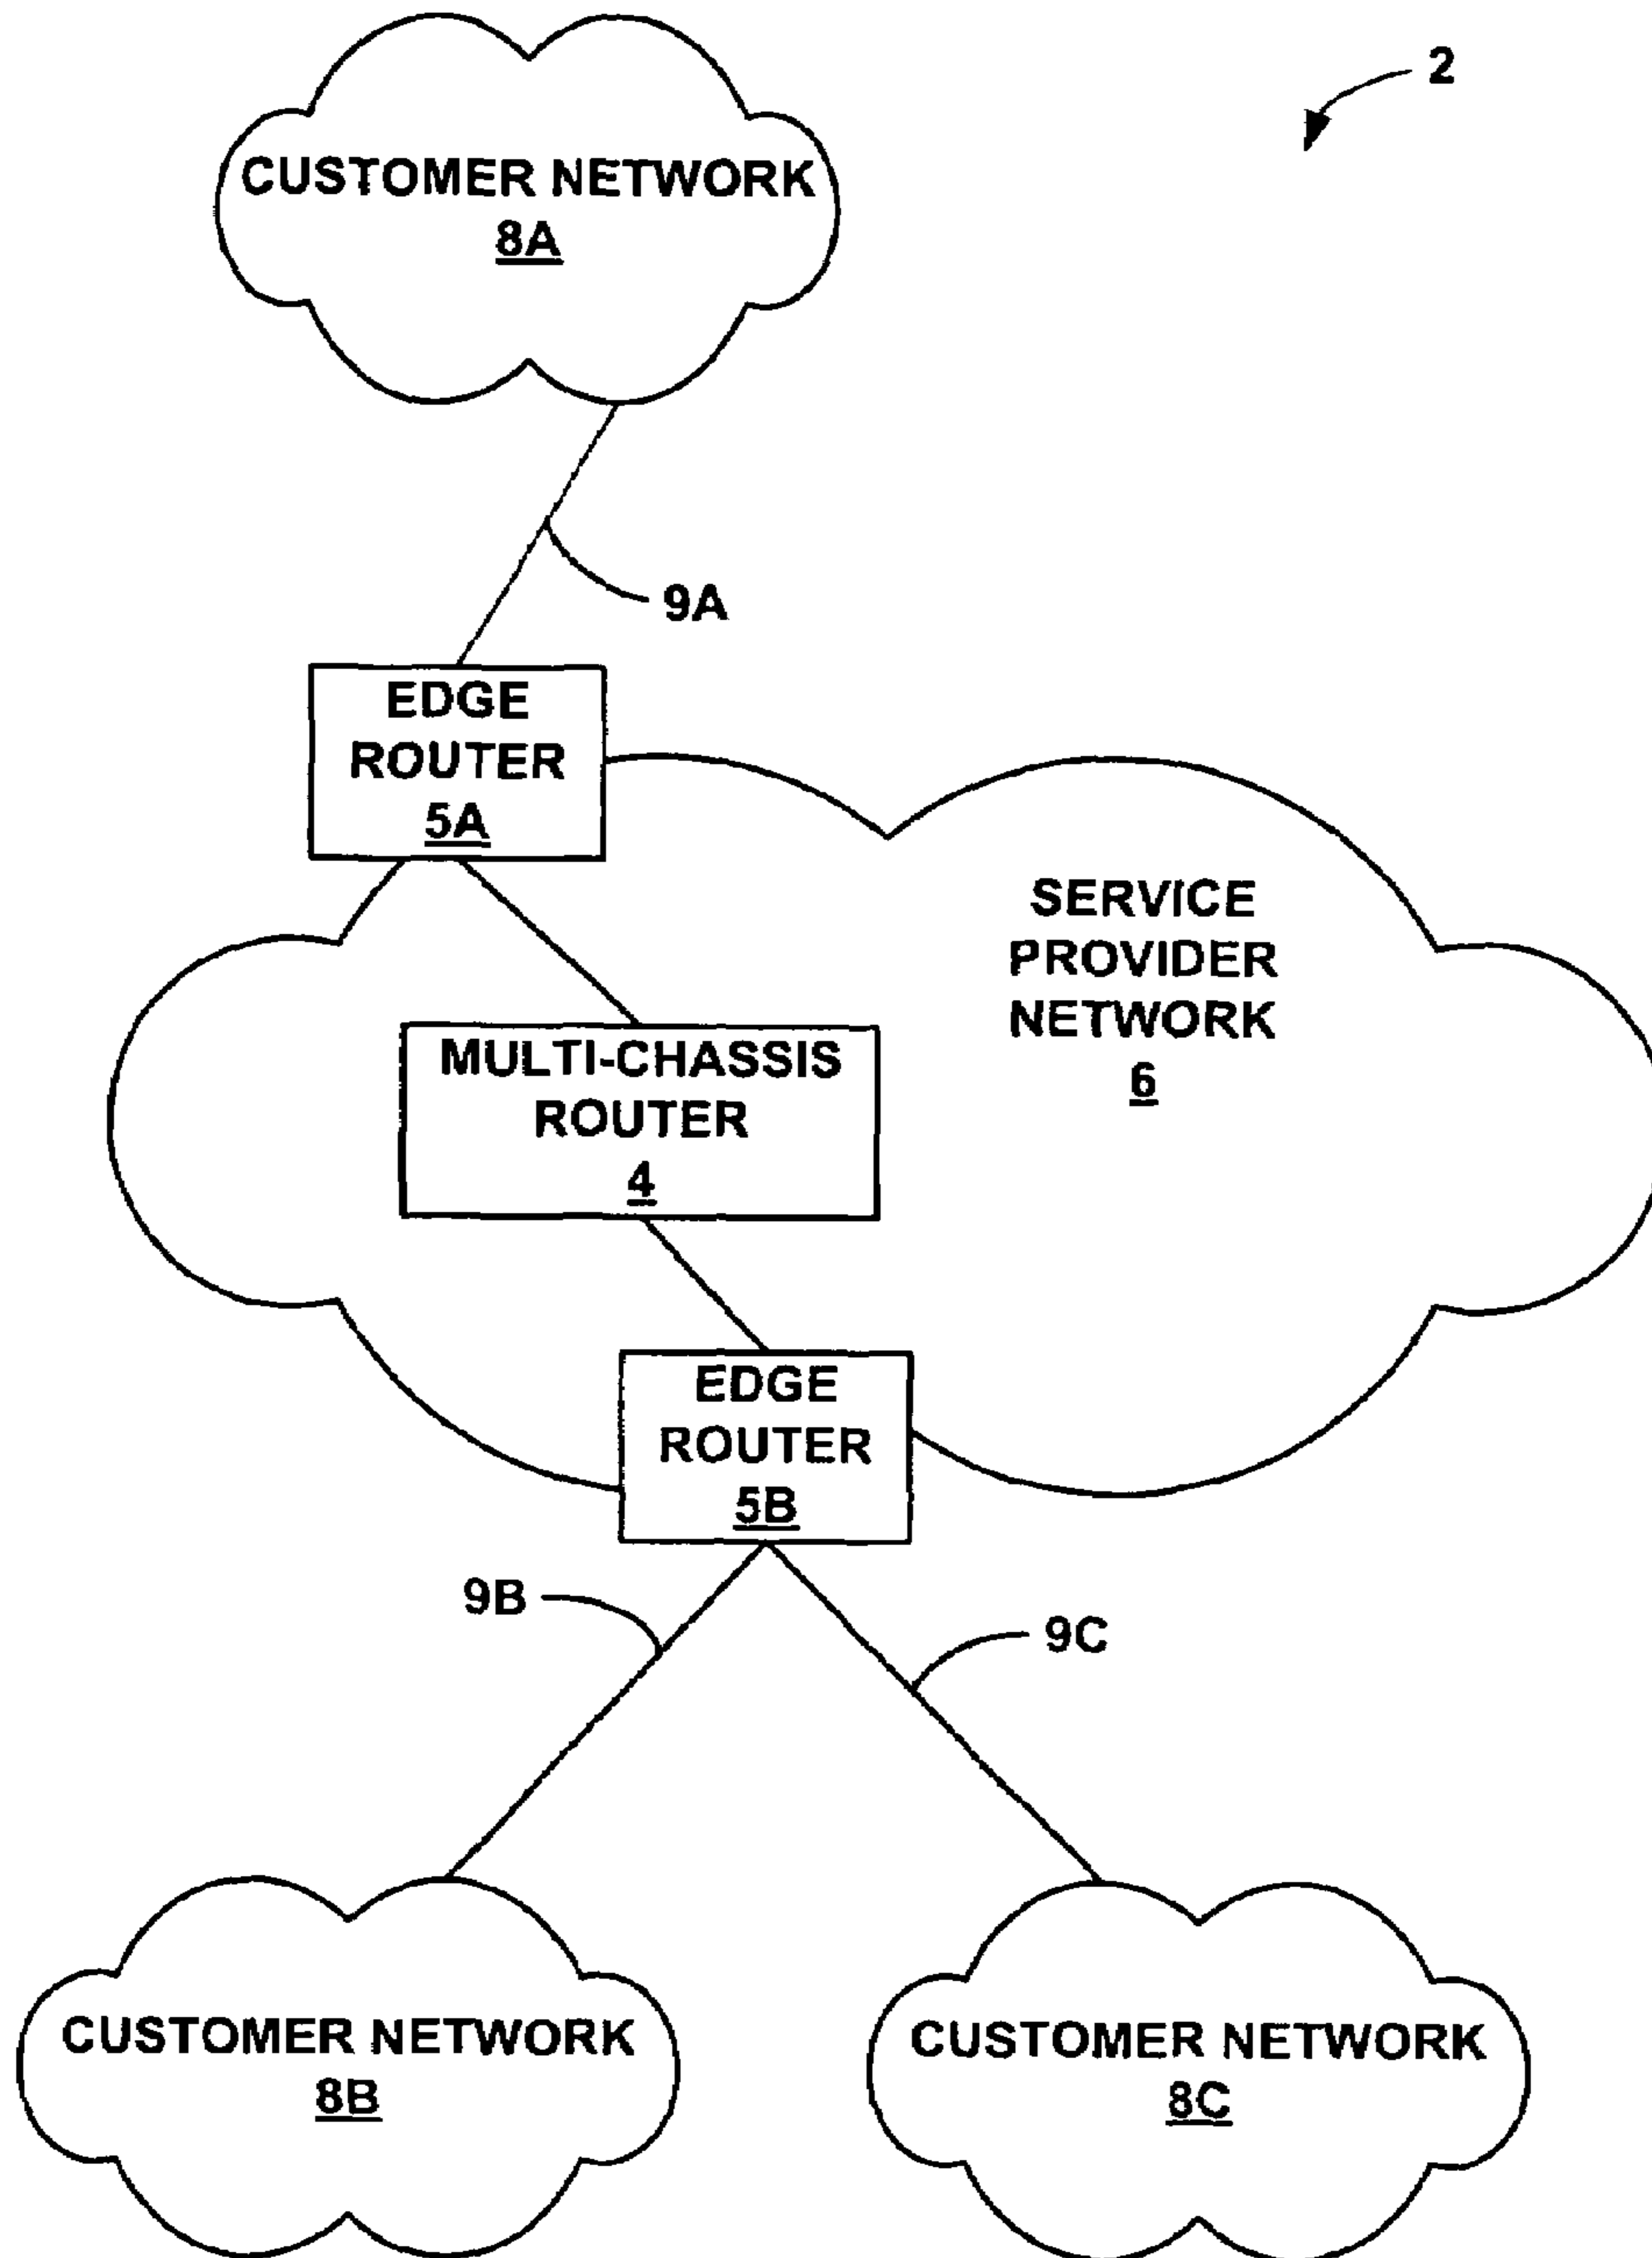 2
CUSTOMER NETWORK
8A
9A
EDGE
ROUTER
5A
SERVICE
PROVIDER
NETWORK
6
MULTI-CHASSIS
ROUTER
4
EDGE
ROUTER
5B
9B
9C
CUSTOMER NETWORK
8B
CUSTOMER NETWORK
8C